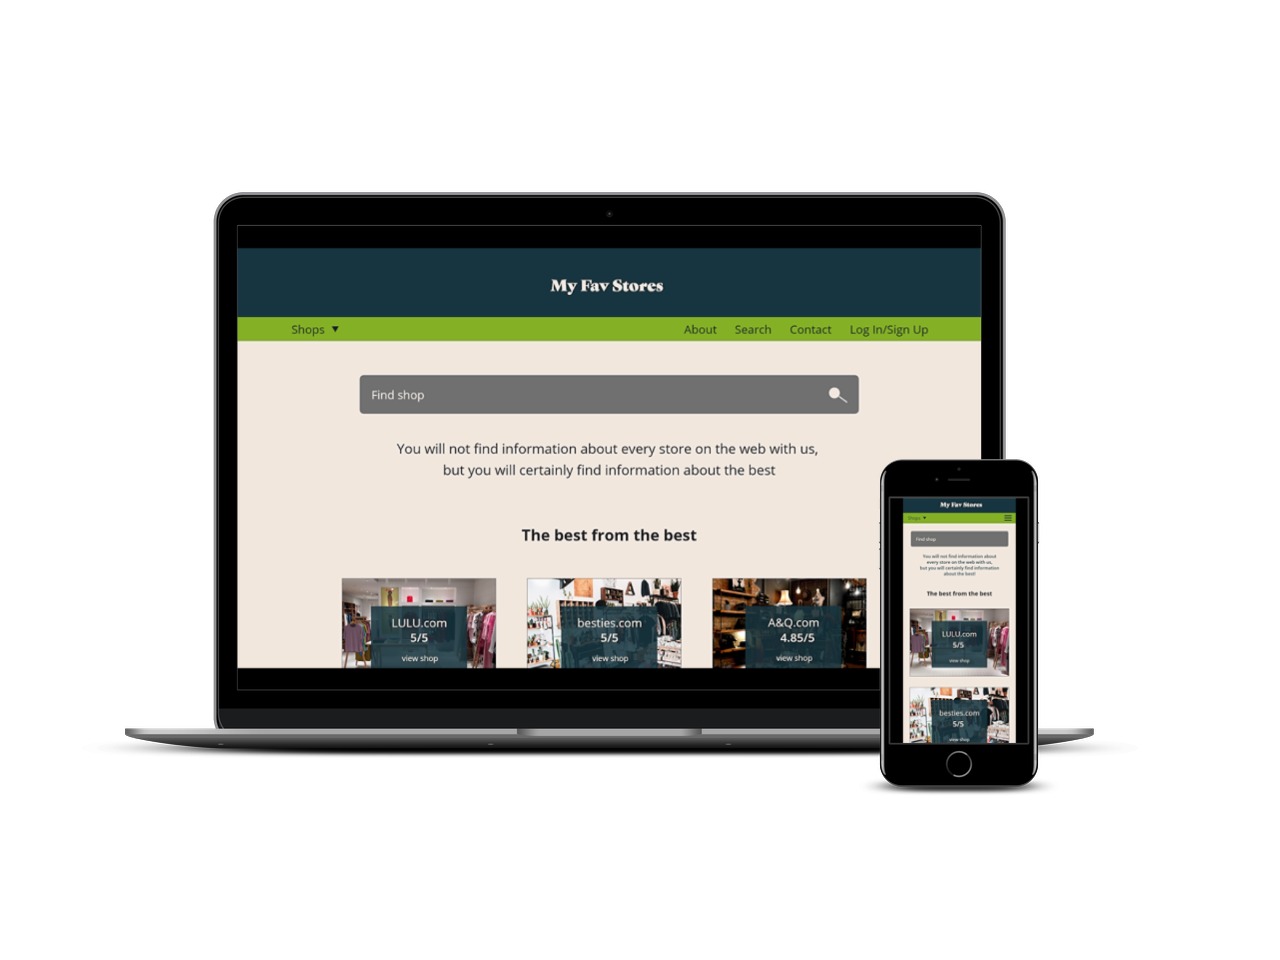 My Fav Stores
Shops
About
Search
Contact
Log In/Sign Up
Find shop
You will not find information about every store on the web with us,
but you will certainly find information about the best
The best from the best
LULU.com
5/5
view shop
besties.com
5/5
view shop
A&Q.com
4.85/5
view shop
My Fav Stores
Shops
Find shop
You will not find information about
every store on the web with us,
but you will certainly find information
about the best!
The best from the best
LULU.com
5/5
view shop
besties.com
5/5
view shop